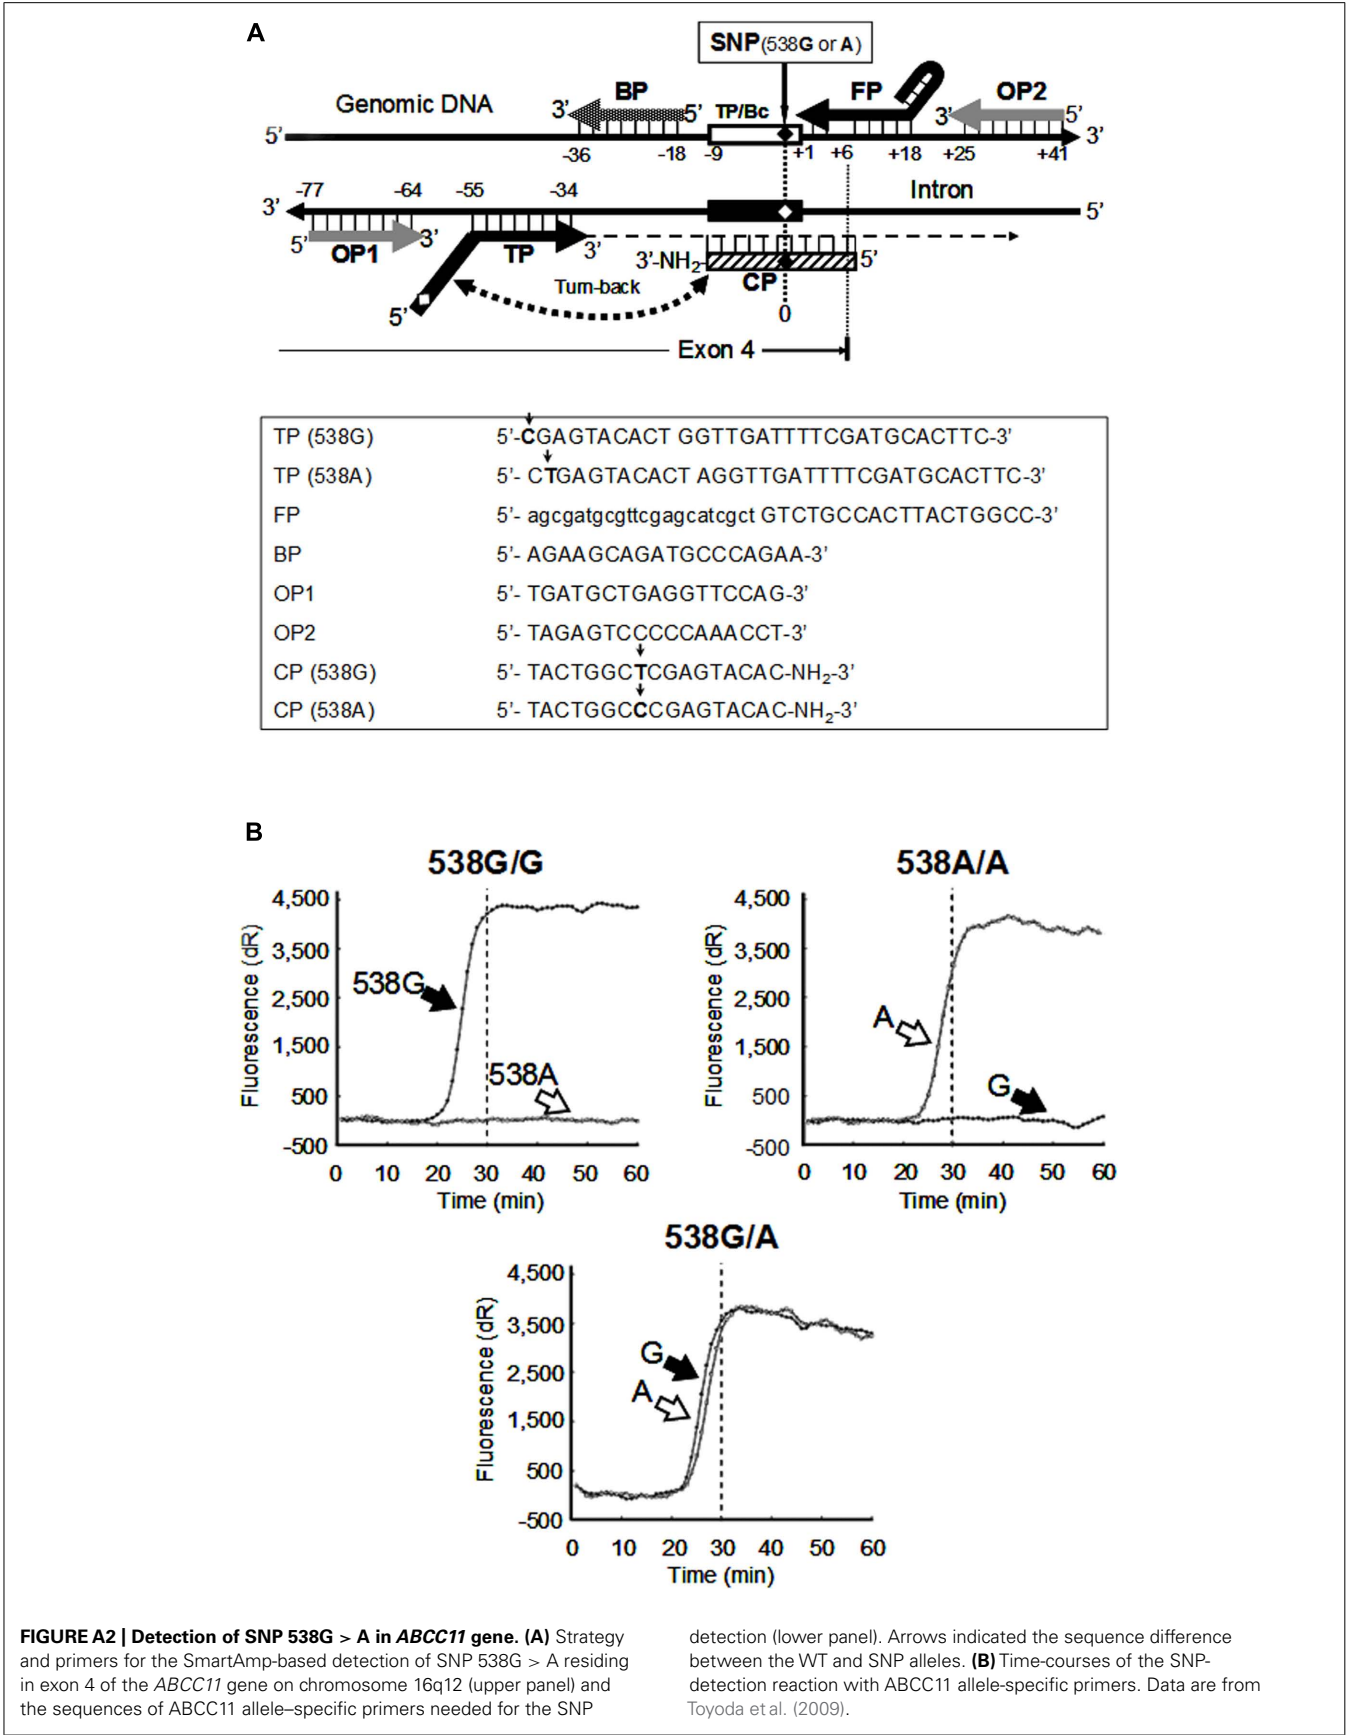 A
SNP(538G or A)
Genomic DNA
3’ BP 5’ TP/Bc FP 3’ OP2 5’
5’ 3’
-36 -18 -9 +1 +6 +18 +25 +41
-77 -64 -55 -34 Intron
3’ 5’
5’ OP1 3’ TP 3’ 3’-NH2- CP 5’
Turn-back
5’ 0
Exon 4
TP (538G) 5’-CGAGTACACT GGTTGATTTTCGATGCACTTC-3’
TP (538A) 5’- CTGAGTACACT AGGTTGATTTTCGATGCACTTC-3’
FP 5’- agcgatgcgttcgagcatcgct GTCTGCCACTTACTGGCC-3’
BP 5’- AGAAGCAGATGCCCAGAA-3’
OP1 5’- TGATGCTGAGGTTCCAG-3’
OP2 5’- TAGAGTCCCCCAAACCT-3’
CP (538G) 5’- TACTGGCTCGAGTACAC-NH2-3’
CP (538A) 5’- TACTGGCCCGAGTACAC-NH2-3’
B
538G/G
4,500
3,500
2,500
1,500
500
-500
Fluorescence (dR)
538G
538A
0 10 20 30 40 50 60
Time (min)
538A/A
4,500
3,500
2,500
1,500
500
-500
Fluorescence (dR)
A
G
0 10 20 30 40 50 60
Time (min)
538G/A
4,500
3,500
2,500
1,500
500
-500
Fluorescence (dR)
G
A
0 10 20 30 40 50 60
Time (min)
FIGURE A2 | Detection of SNP 538G > A in ABCC11 gene. (A) Strategy
and primers for the SmartAmp-based detection of SNP 538G > A residing
in exon 4 of the ABCC11 gene on chromosome 16q12 (upper panel) and
the sequences of ABCC11 allele–specific primers needed for the SNP
detection (lower panel). Arrows indicated the sequence difference
between the WT and SNP alleles. (B) Time-courses of the SNP-
detection reaction with ABCC11 allele-specific primers. Data are from
Toyoda et al. (2009).